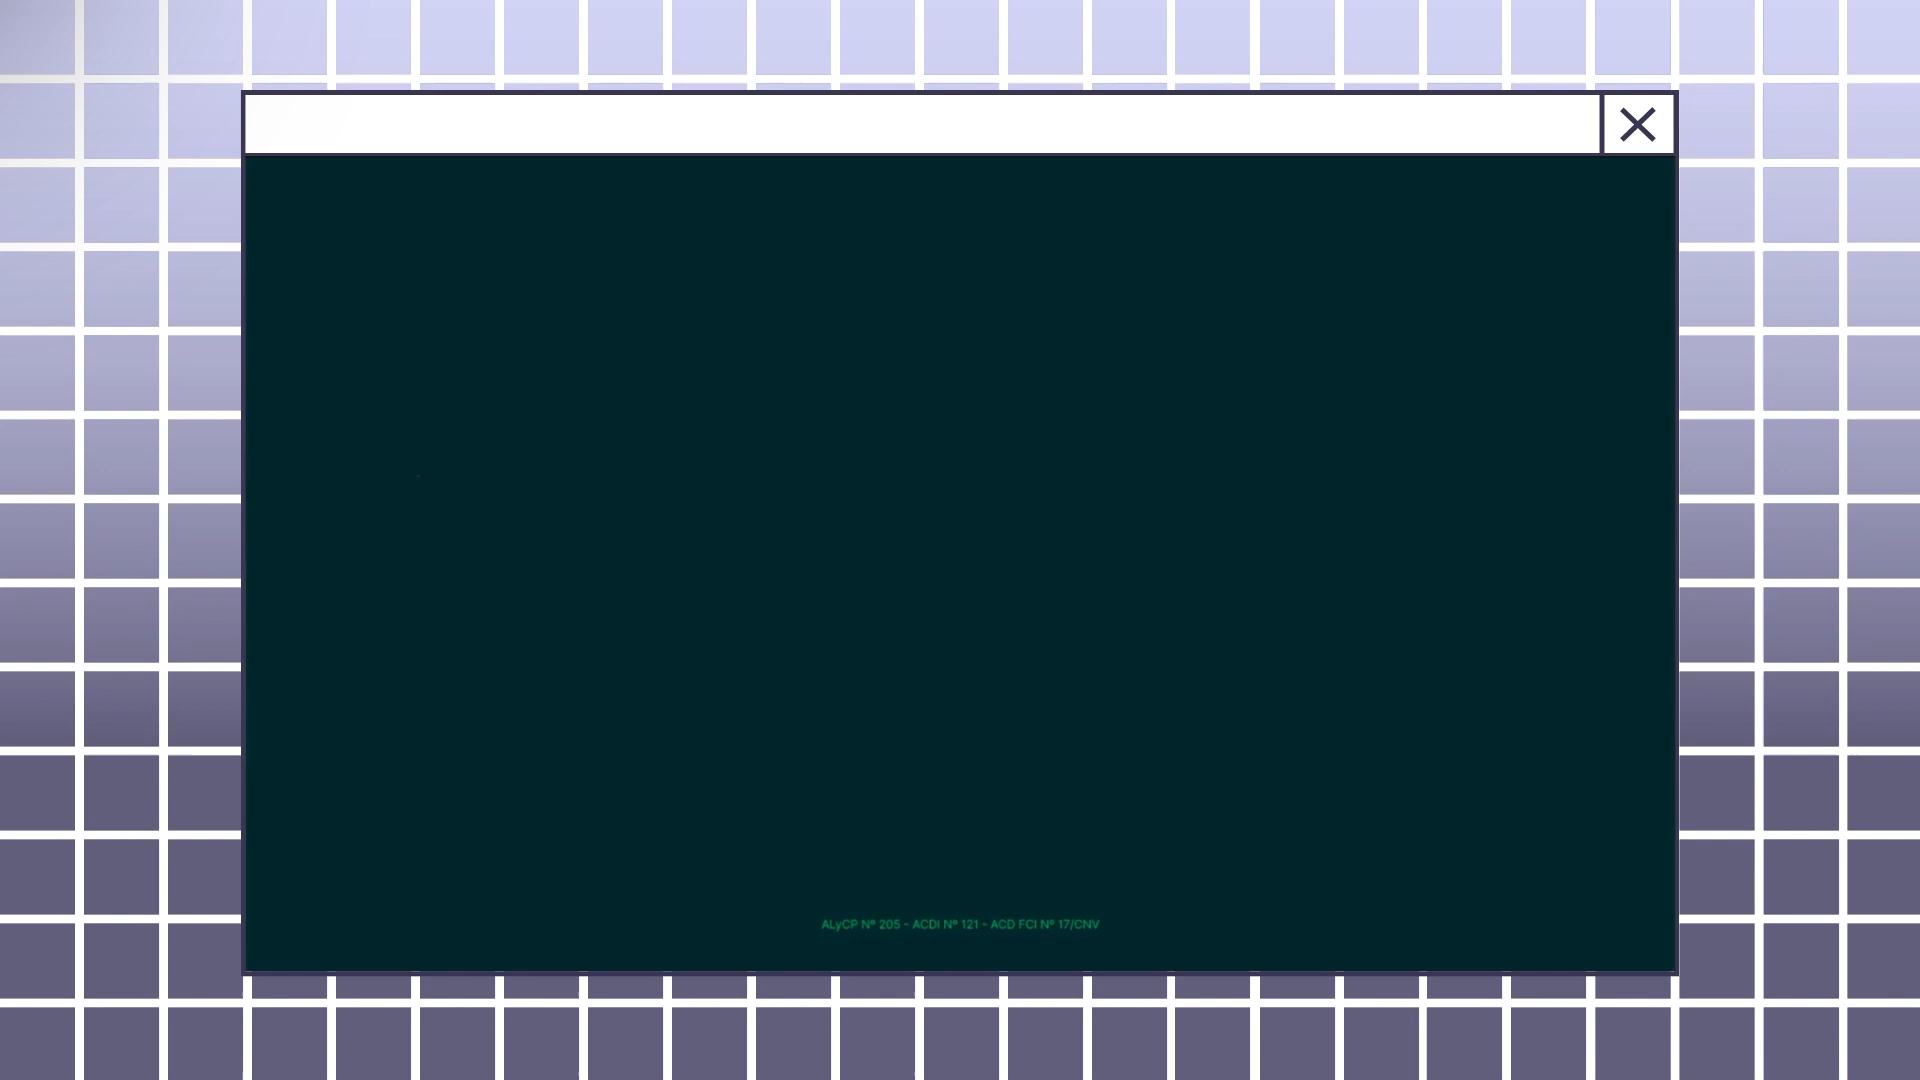 ALyCP Nº 205 - ACDI Nº 121 - ACD FCI Nº 17/CNV